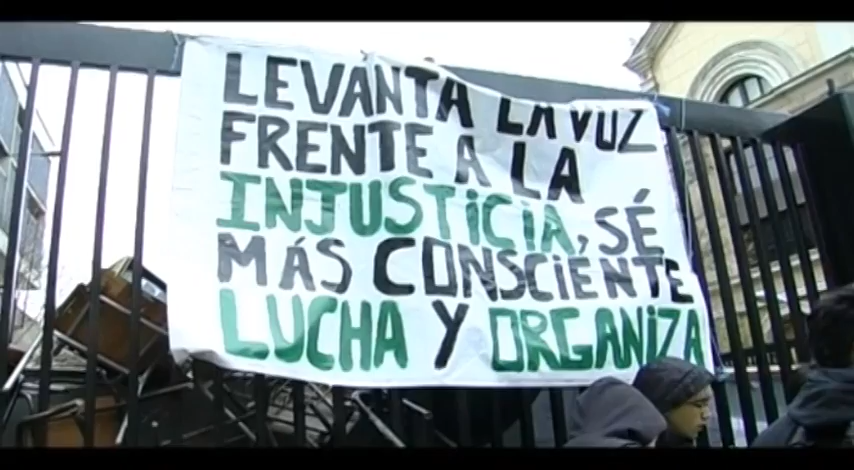 LEVANTA LA VOZ
FRENTE A LA
INJUSTICIA, SÉ
MÁS CONSCIENTE
LUCHA Y ORGANIZA